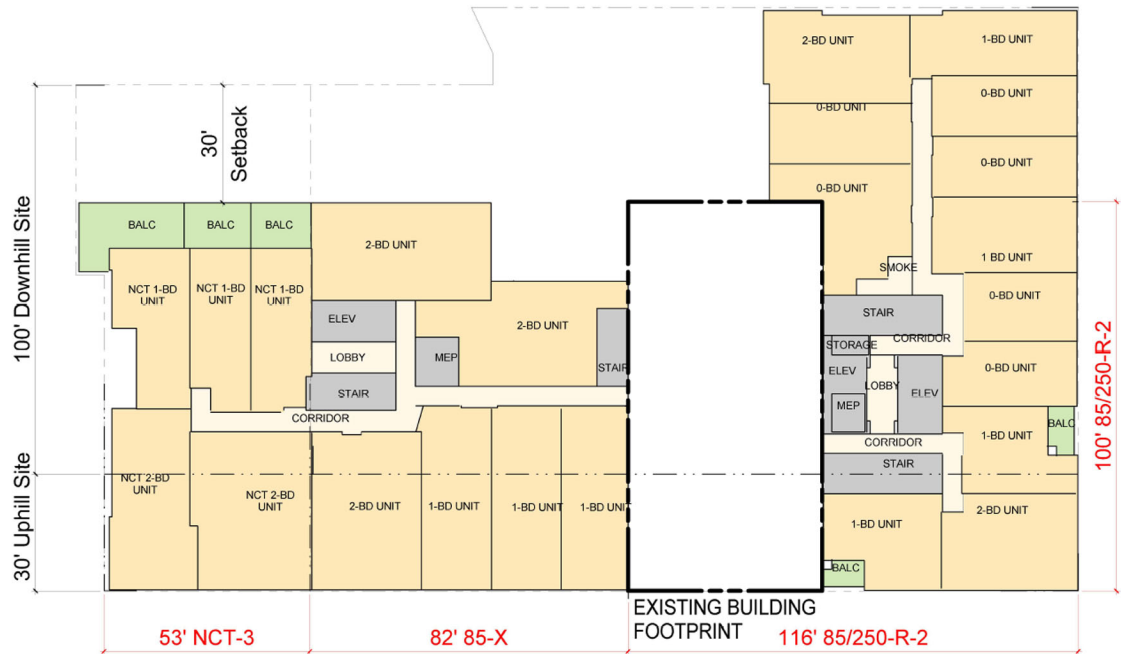 2-BD UNIT
1-BD UNIT
0-BD UNIT
0-BD UNIT
0-BD UNIT
0-BD UNIT
30'
Setback
BALC
BALC
BALC
2-BD UNIT
1 BD UNIT
100' Downhill Site
SMOKE
NCT 1-BD
UNIT
NCT 1-BD
UNIT
NCT 1-BD
UNIT
0-BD UNIT
ELEV
2-BD UNIT
STAIR
STORAGE
CORRIDOR
LOBBY
MEP
STAIR
ELEV
LOBBY
ELEV
0-BD UNIT
STAIR
MEP
CORRIDOR
CORRIDOR
BALC
1-BD UNIT
100' 85/250-R-2
STAIR
30' Uphill Site
NCT 2-BD
UNIT
NCT 2-BD
UNIT
2-BD UNIT
1-BD UNIT
1-BD UNIT
1-BD UNIT
1-BD UNIT
2-BD UNIT
BALC
EXISTING BUILDING
FOOTPRINT
53' NCT-3
82' 85-X
116' 85/250-R-2